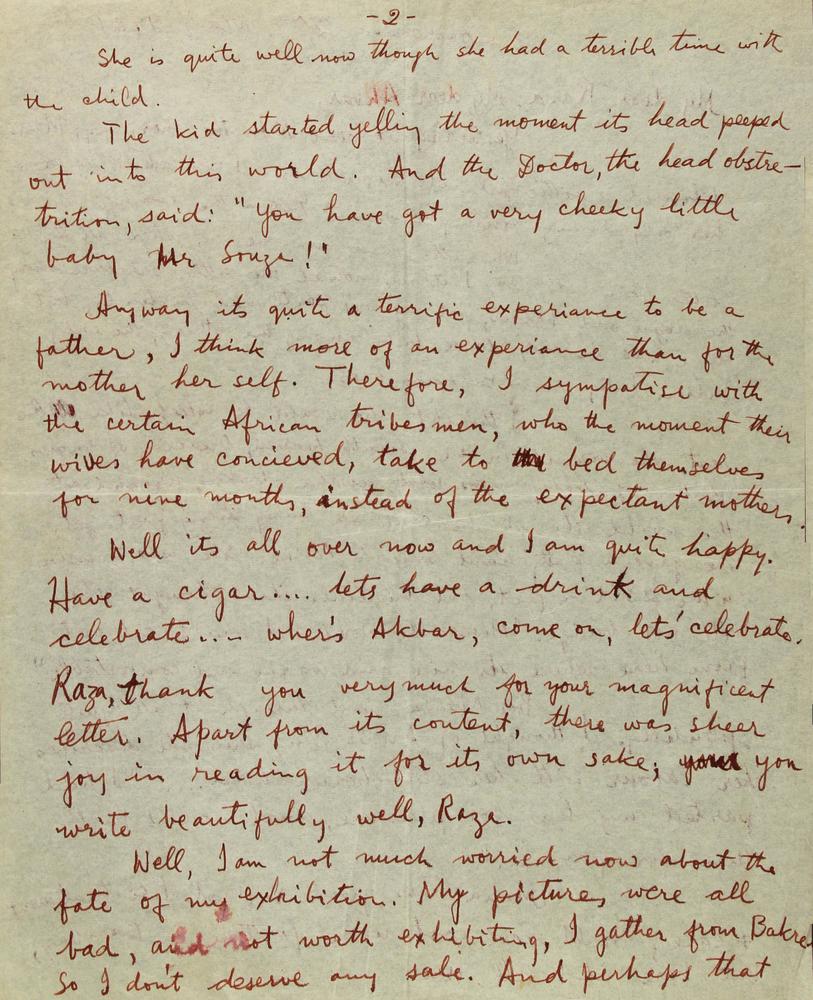 -2-
She is quite well now though she had a terrible time with
the child.
The kid started yelling the moment its head peeped
out into this world. And the Doctor, the head obstre-
trition, said: "You have got a very cheeky little
baby Mr Souza!"
Anyway its quite a terrific experiance to be a
father, I think more of an experiance than for the
mother her self. Therefore, I sympatise with
the certain African tribesmen, who the moment their
wives have concieved, take to bed themselves
for nine months, instead of the expectant mothers.
Well its all over now and I am quite happy.
Have a cigar.... lets have a drink and
celebrate.... wher's Akbar, come on, lets' celebrate.
Raza, thank you very much for your magnificent
letter. Apart from its content, there was sheer
joy in reading it for its own sake; you
write beautifully well, Raza.
Well, I am not much worried now about the
fate of my exhibition. My pictures were all
bad, and not worth exhibiting, I gather from Bakre.
So I don't deserve any sale. And perhaps that